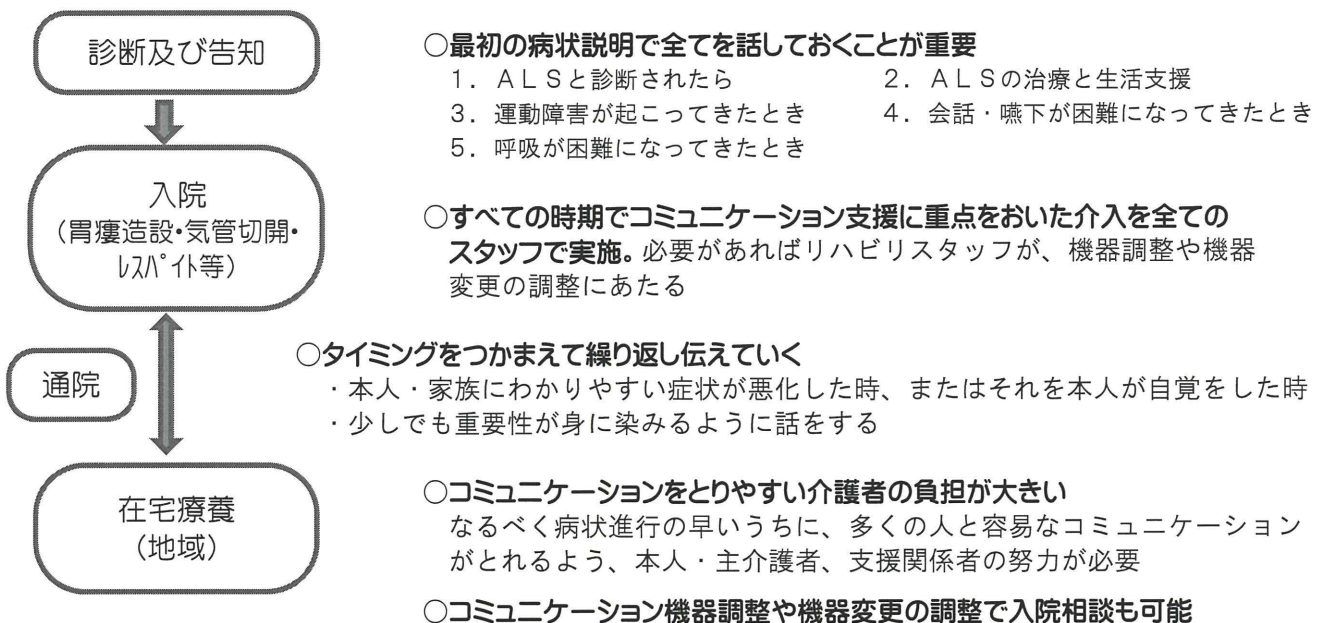 診断及び告知
○最初の病状説明で全てを話しておくことが重要
1．ＡＬＳと診断されたら　2．ＡＬＳの治療と生活支援
3．運動障害が起こってきたとき　4．会話・嚥下が困難になってきたとき
5．呼吸が困難になってきたとき
入院
（胃瘻造設・気管切開・
ﾚｽﾊﾟｲﾄ等）
○すべての時期でコミュニケーション支援に重点をおいた介入を全ての
スタッフで実施。必要があればリハビリスタッフが、機器調整や機器
変更の調整にあたる
通院
○タイミングをつかまえて繰り返し伝えていく
・本人・家族にわかりやすい症状が悪化した時、またはそれを本人が自覚をした時
・少しでも重要性が身に染みるように話をする
在宅療養
（地域）
○コミュニケーションをとりやすい介護者の負担が大きい
なるべく病状進行の早いうちに、多くの人と容易なコミュニケーション
がとれるよう、本人・主介護者、支援関係者の努力が必要
○コミュニケーション機器調整や機器変更の調整で入院相談も可能